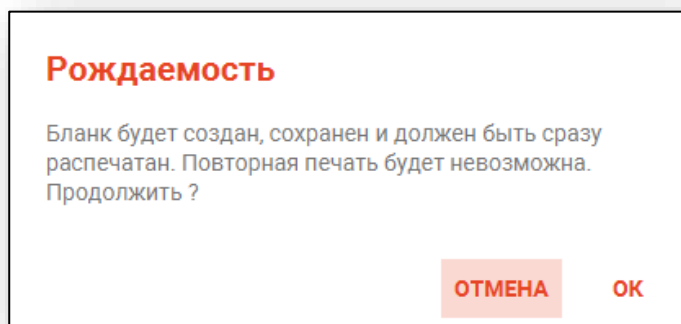 Рождаемость
Бланк будет создан, сохранен и должен быть сразу
распечатан. Повторная печать будет невозможна.
Продолжить ?
ОТМЕНА ОК